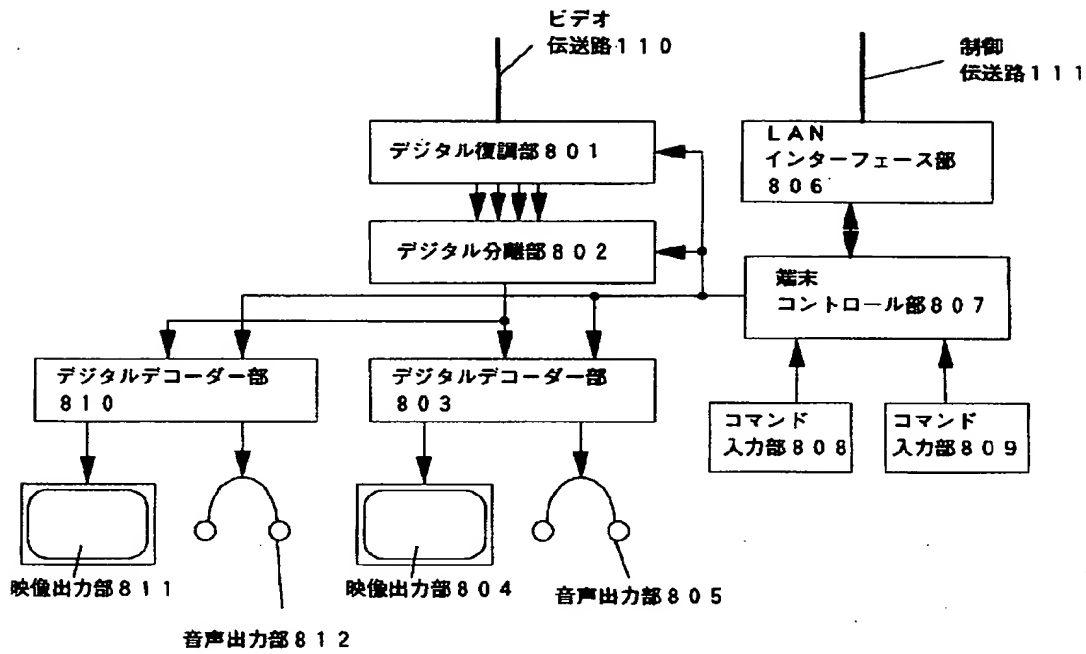 ビデオ
伝送路110
制御
伝送路111
デジタル復調部801
LAN
インターフェース部
806
デジタル分離部802
端末
コントロール部807
デジタルデコーダー部
810
デジタルデコーダー部
803
コマンド
入力部808
コマンド
入力部809
映像出力部811
映像出力部804
音声出力部805
音声出力部812